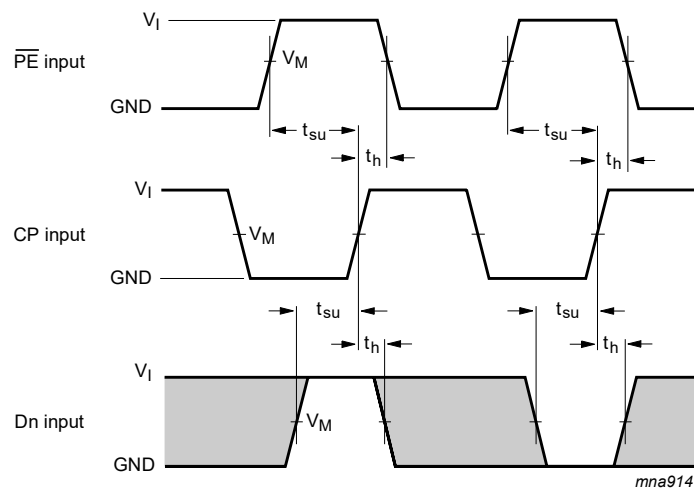 V_I
P̅E̅ input
V_M
GND
t_su
t_su
t_h
t_h
V_I
CP input
V_M
GND
t_su
t_su
t_h
t_h
V_I
Dn input
V_M
GND
mna914